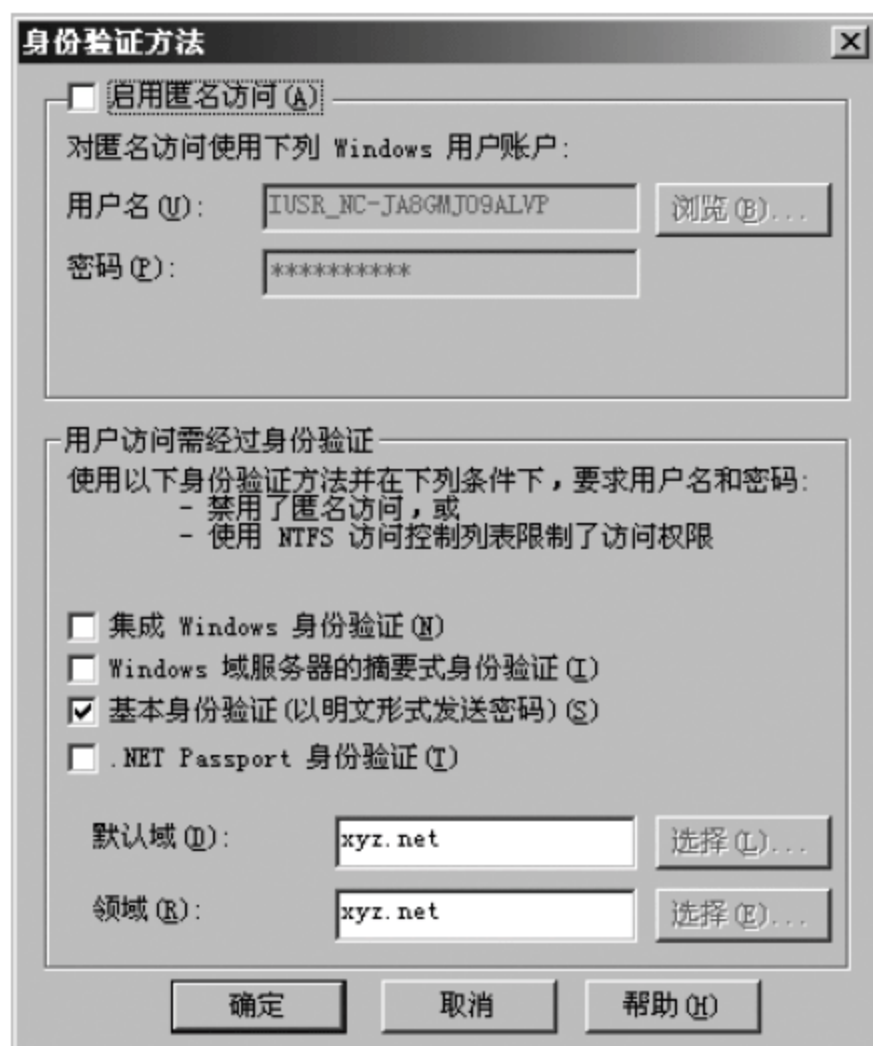 身份验证方法
启用匿名访问(A)
对匿名访问使用下列 Windows 用户账户:
用户名(U): IUSR_NC-JA8GMJO9ALVP 浏览(B)...
密码(P): **********
用户访问需经过身份验证
使用以下身份验证方法并在下列条件下，要求用户名和密码:
- 禁用了匿名访问，或
- 使用 NTFS 访问控制列表限制了访问权限
集成 Windows 身份验证(N)
Windows 域服务器的摘要式身份验证(I)
基本身份验证(以明文形式发送密码)(S)
.NET Passport 身份验证(T)
默认域(D): xyz.net 选择(L)...
领域(R): xyz.net 选择(E)...
确定 取消 帮助(H)